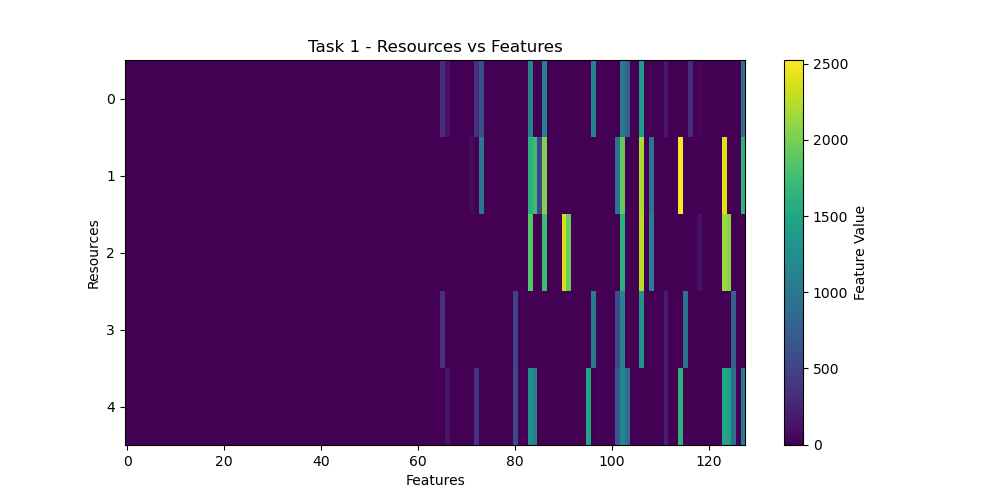 Task 1 - Resources vs Features
Resources
0
1
2
3
4
0 20 40 60 80 100 120
Features
2500
2000
1500
1000
500
0
Feature Value